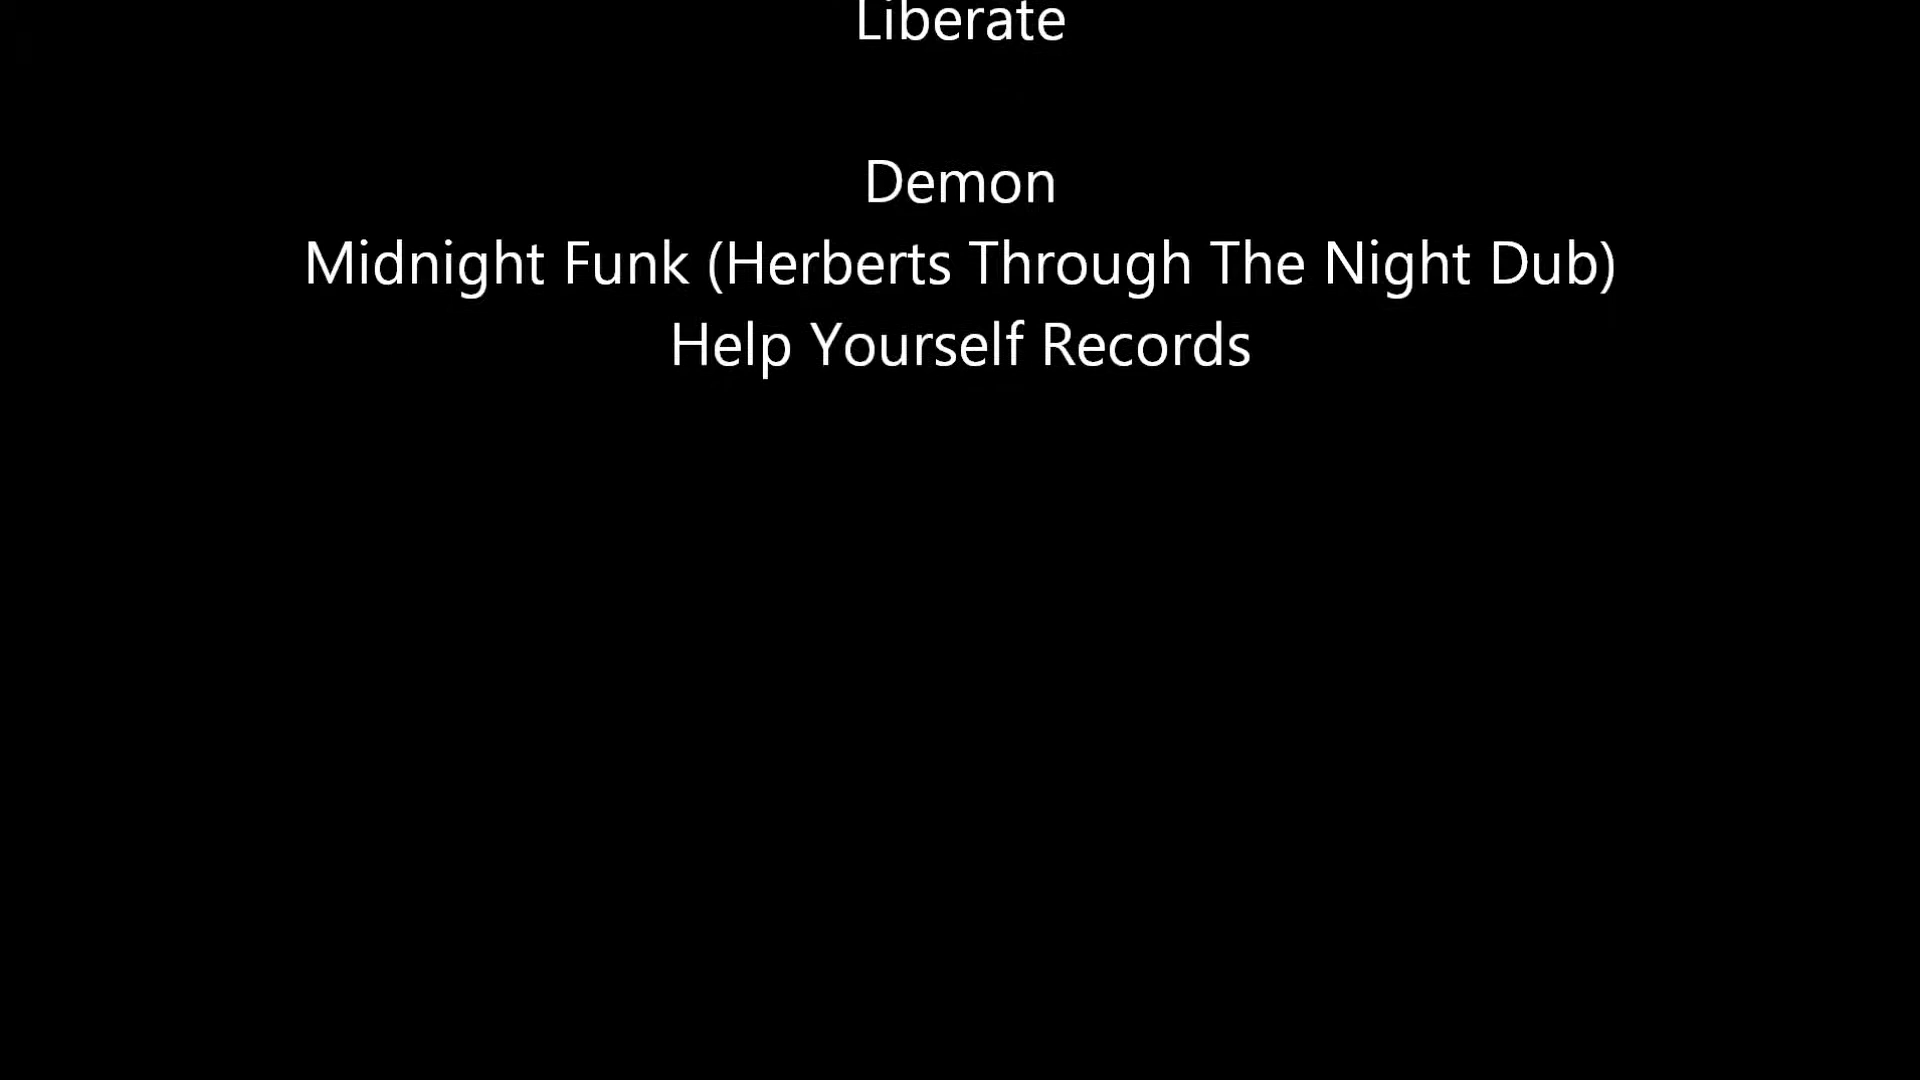 Liberate
Demon
Midnight Funk (Herberts Through The Night Dub)
Help Yourself Records